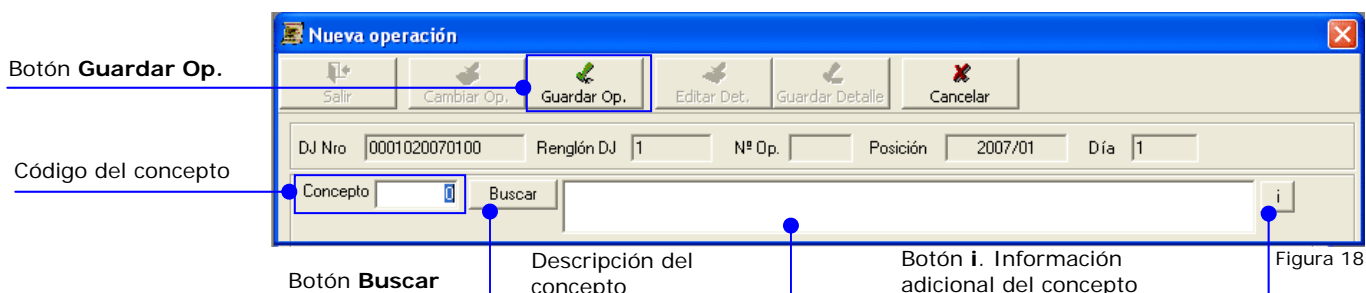 Nueva operación
Botón Guardar Op.
Salir Cambiar Op. Guardar Op. Editar Det. Guardar Detalle Cancelar
DJ Nro 0001020070100 Renglón DJ 1 Nº Op. Posición 2007/01 Día 1
Código del concepto
Concepto 0 Buscar i
Botón Buscar
Descripción del
concepto
Botón i. Información
adicional del concepto
Figura 18